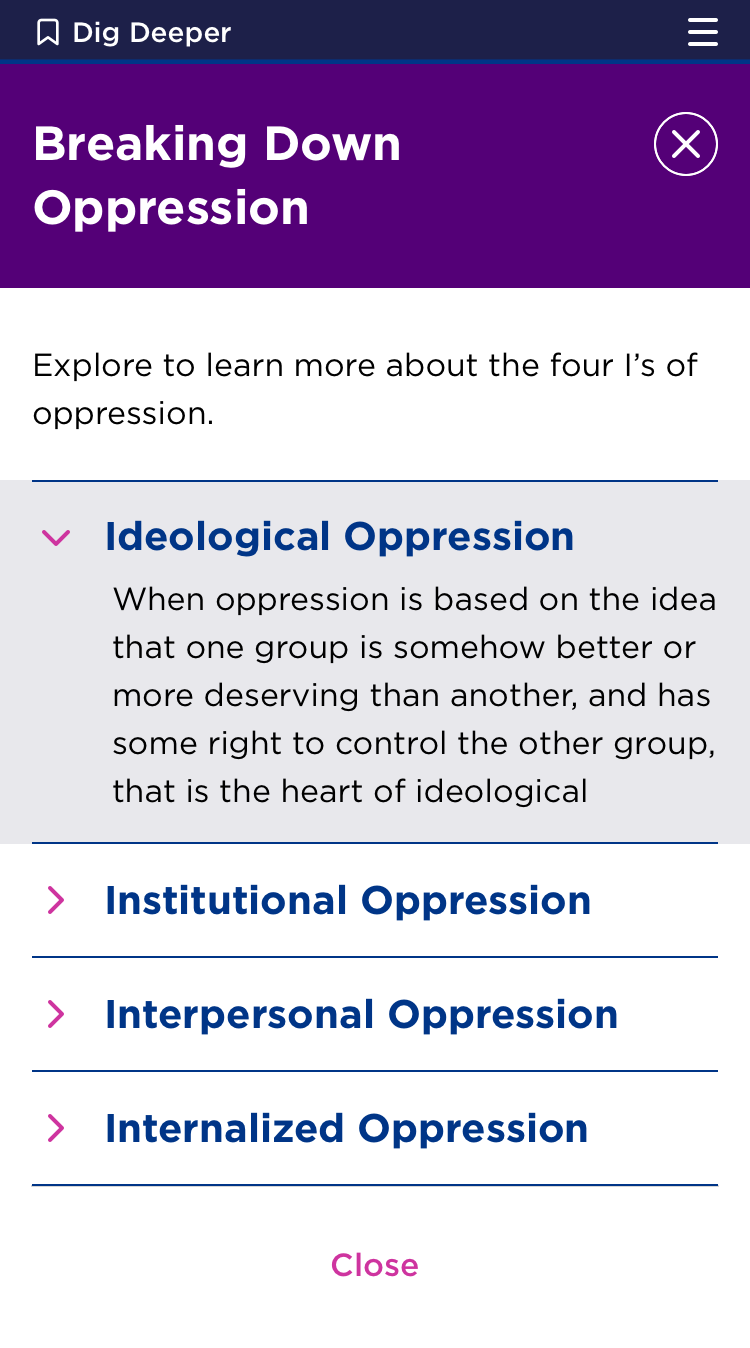 Dig Deeper
Breaking Down
Oppression
Explore to learn more about the four I’s of
oppression.
Ideological Oppression
When oppression is based on the idea
that one group is somehow better or
more deserving than another, and has
some right to control the other group,
that is the heart of ideological
Institutional Oppression
Interpersonal Oppression
Internalized Oppression
Close